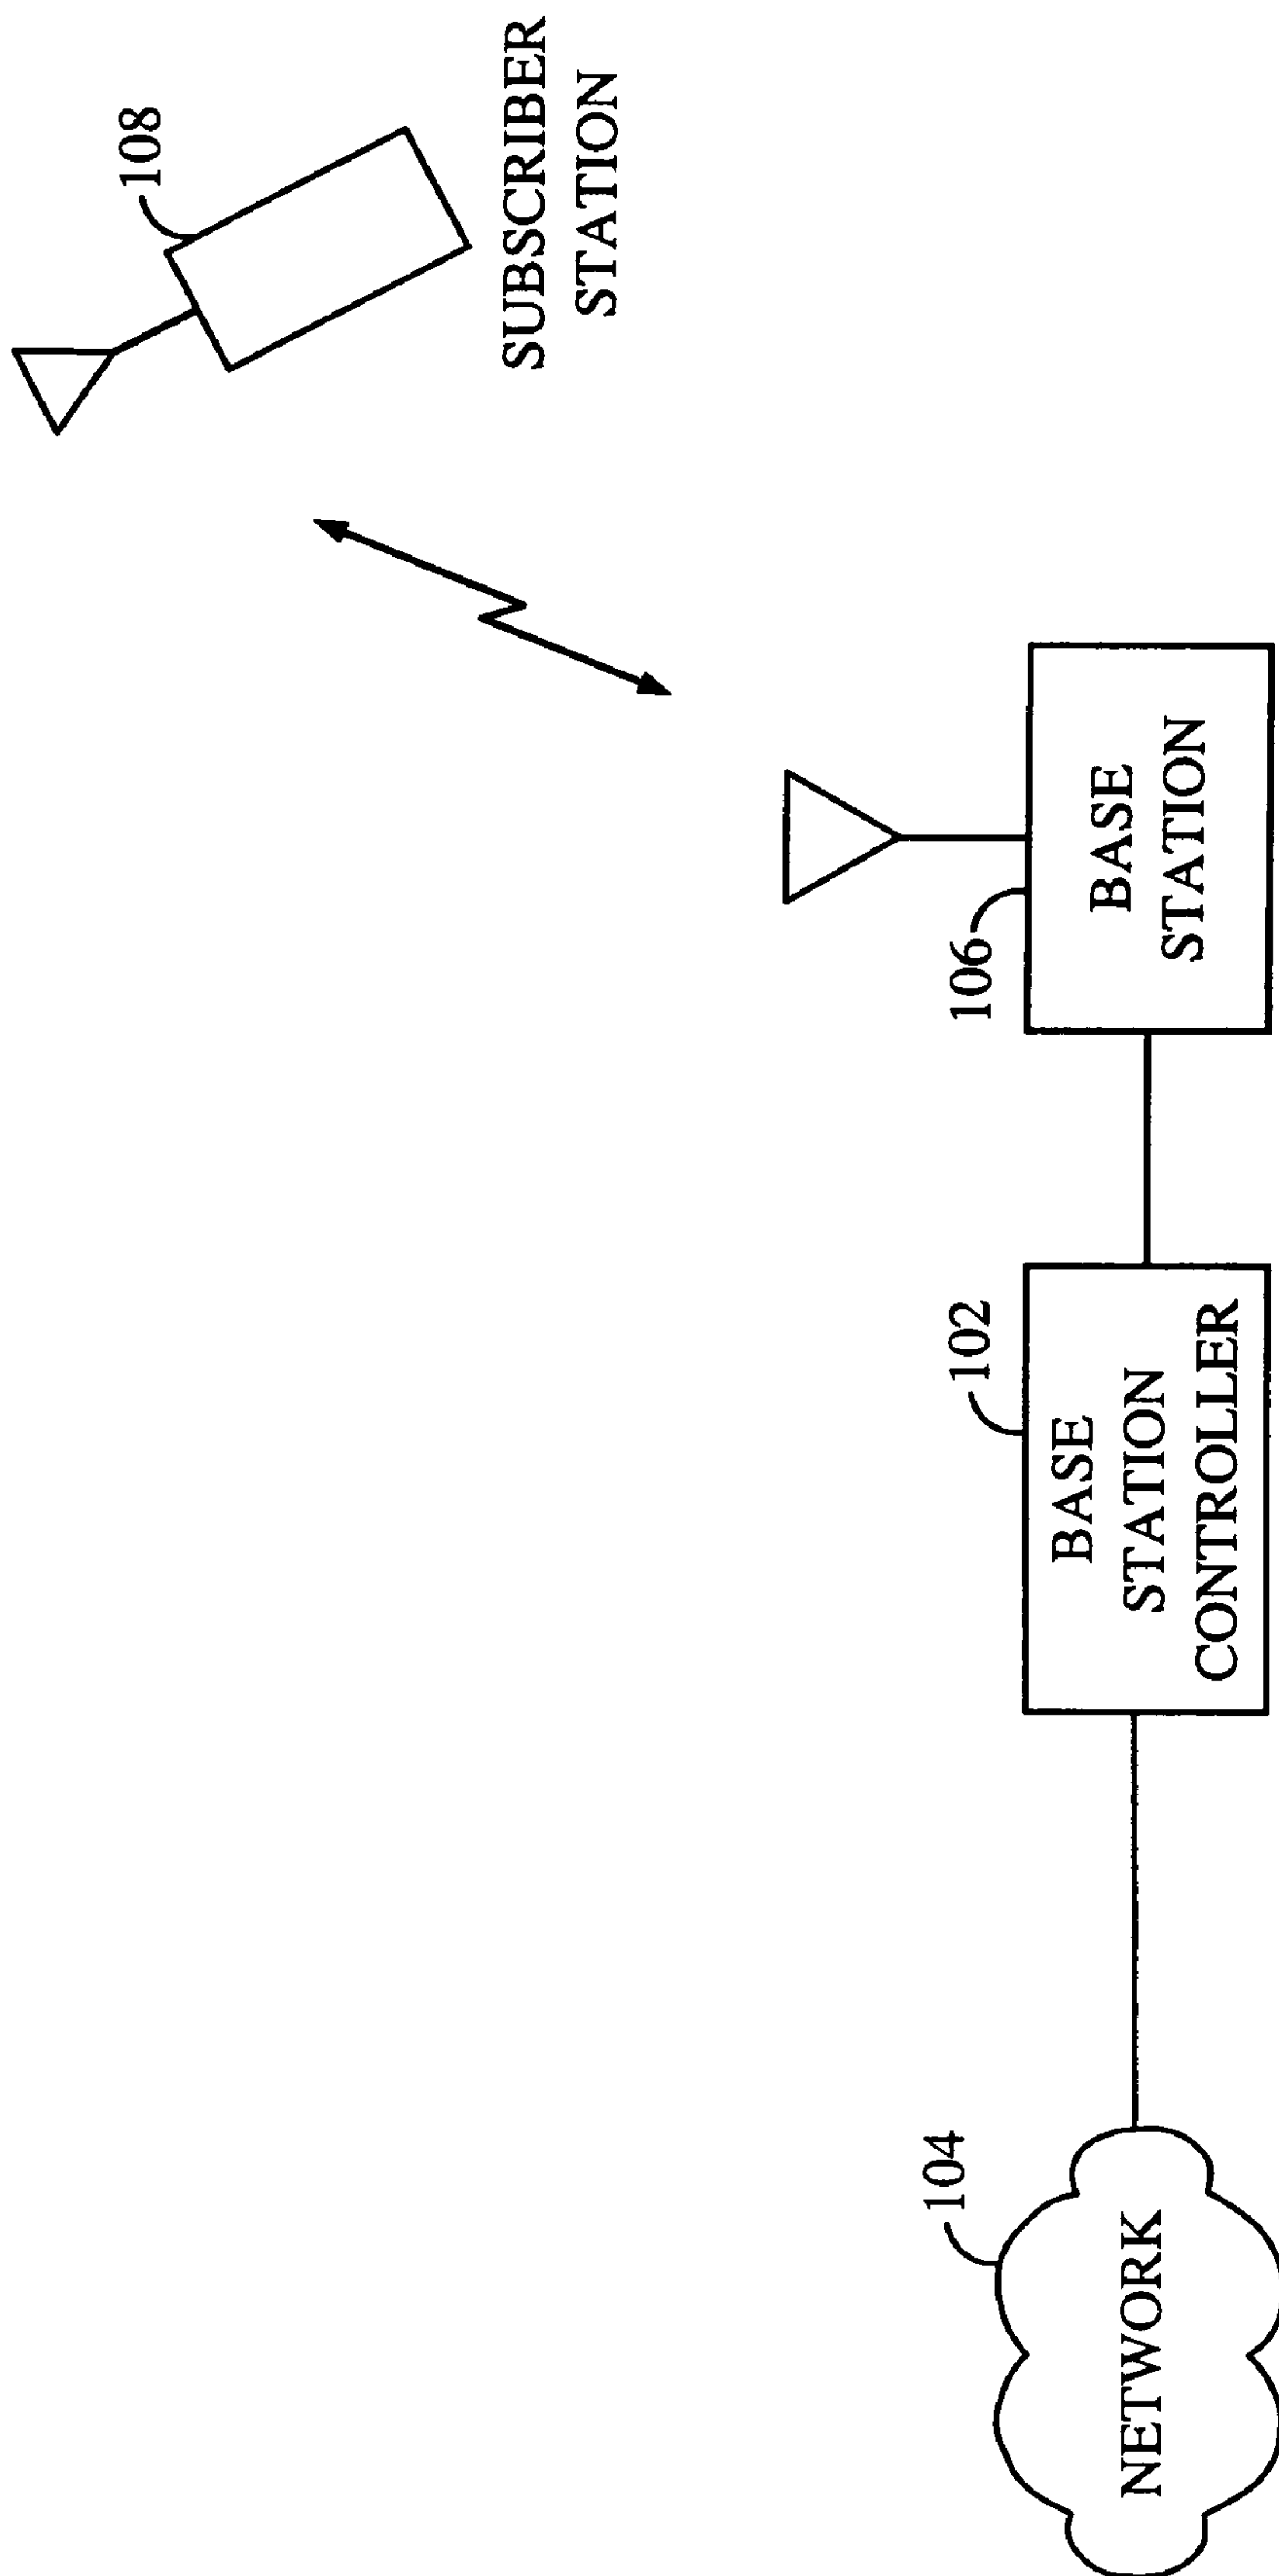 108
SUBSCRIBER
STATION
106
BASE
STATION
102
BASE
STATION
CONTROLLER
104
NETWORK